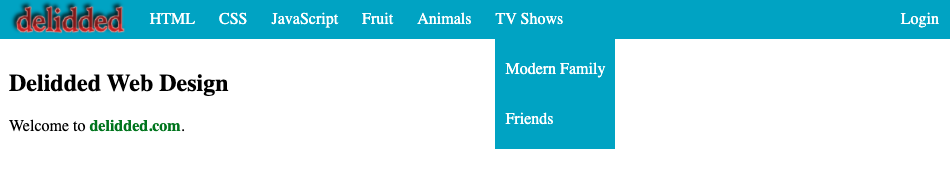 delidded HTML CSS JavaScript Fruit Animals TV Shows Login
Modern Family
Friends
Delidded Web Design
Welcome to delidded.com.